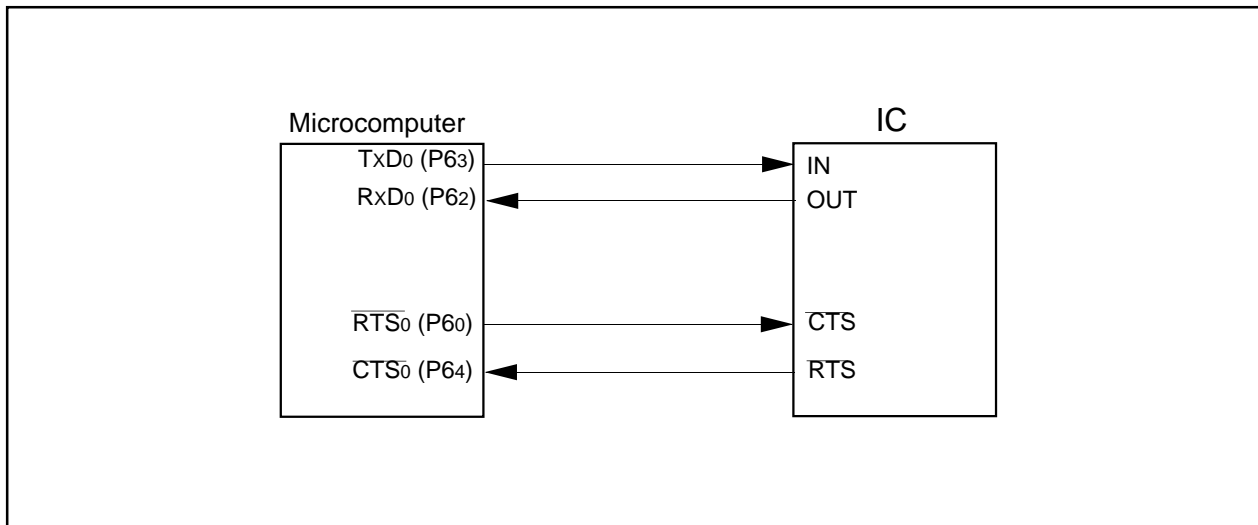 Microcomputer
TxD0 (P63)
RxD0 (P62)
RTS0 (P60)
CTS0 (P64)
IC
IN
OUT
CTS
RTS